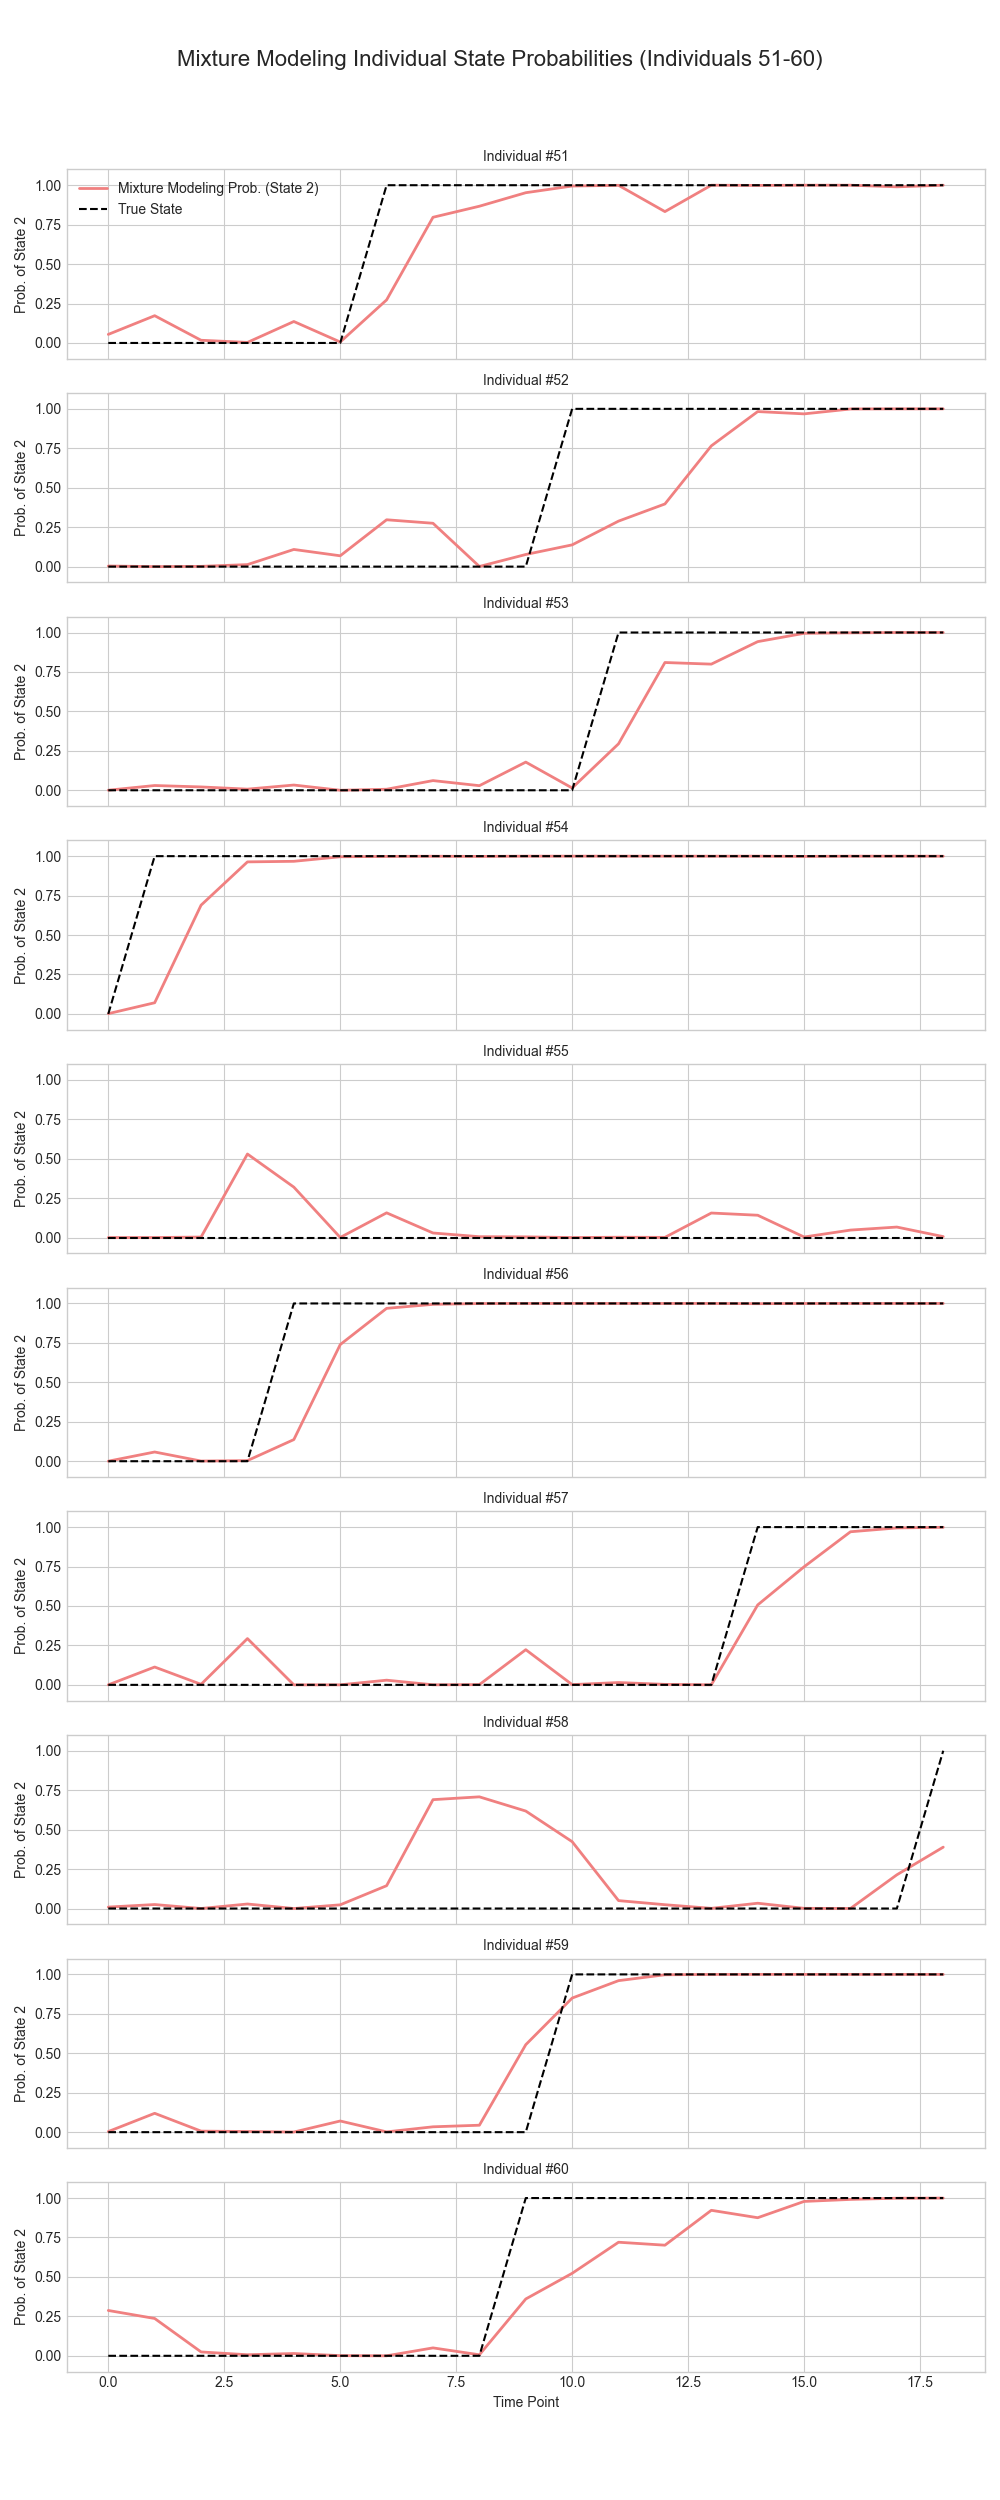 Mixture Modeling Individual State Probabilities (Individuals 51-60)
Individual #51
Mixture Modeling Prob. (State 2)
True State
1.00
0.75
0.50
0.25
0.00
Prob. of State 2
Individual #52
1.00
0.75
0.50
0.25
0.00
Prob. of State 2
Individual #53
1.00
0.75
0.50
0.25
0.00
Prob. of State 2
Individual #54
1.00
0.75
0.50
0.25
0.00
Prob. of State 2
Individual #55
1.00
0.75
0.50
0.25
0.00
Prob. of State 2
Individual #56
1.00
0.75
0.50
0.25
0.00
Prob. of State 2
Individual #57
1.00
0.75
0.50
0.25
0.00
Prob. of State 2
Individual #58
1.00
0.75
0.50
0.25
0.00
Prob. of State 2
Individual #59
1.00
0.75
0.50
0.25
0.00
Prob. of State 2
Individual #60
1.00
0.75
0.50
0.25
0.00
Prob. of State 2
0.0 2.5 5.0 7.5 10.0 12.5 15.0 17.5
Time Point